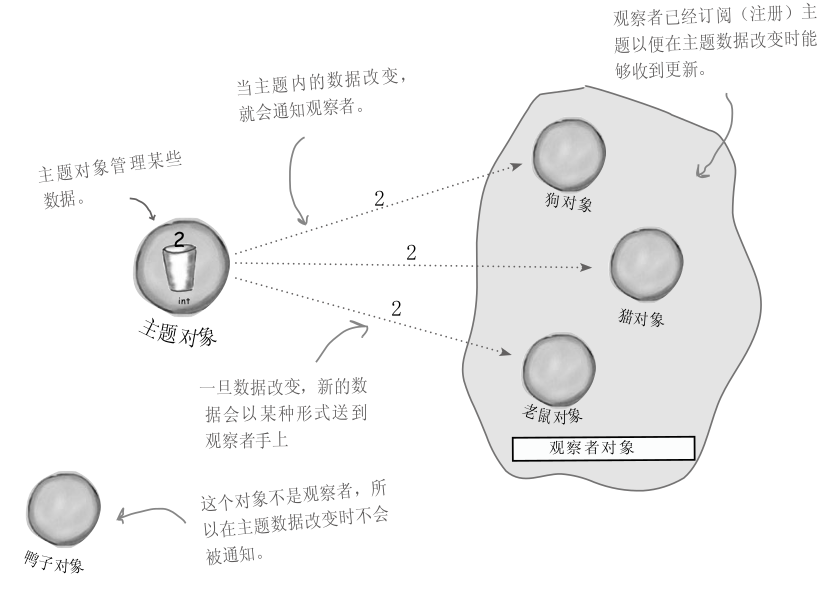 观察者已经订阅（注册）主
题以便在主题数据改变时能
够收到更新。
当主题内的数据改变，
就会通知观察者。
主题对象管理某些
数据。
2
int
主题对象
2
2
2
狗对象
猫对象
老鼠对象
观察者对象
一旦数据改变，新的数
据会以某种形式送到
观察者手上
这个对象不是观察者，所
以在主题数据改变时不会
被通知。
鸭子对象